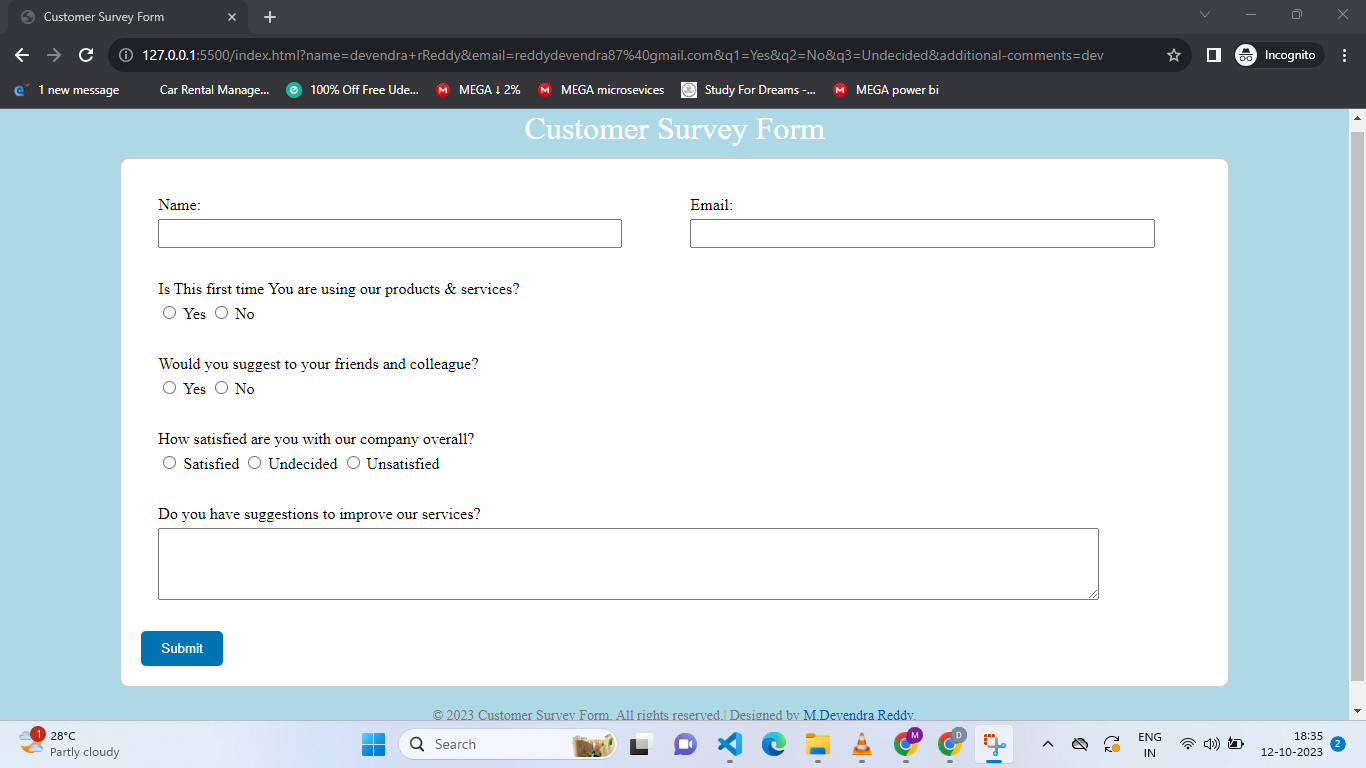 Customer Survey Form
127.0.0.1:5500/index.html?name=devendra+rReddy&email=reddydevendra87%40gmail.com&q1=Yes&q2=No&q3=Undecided&additional-comments=dev
Incognito
1 new message Car Rental Manage... 100% Off Free Ude... MEGA ↓ 2% MEGA microsevices Study For Dreams -... MEGA power bi
Customer Survey Form
Name: Email:
Is This first time You are using our products & services?
Yes No
Would you suggest to your friends and colleague?
Yes No
How satisfied are you with our company overall?
Satisfied Undecided Unsatisfied
Do you have suggestions to improve our services?
Submit
© 2023 Customer Survey Form. All rights reserved.| Designed by M.Devendra Reddy.
1 28°C
Partly cloudy
Search
M D
ENG
IN
18:35
12-10-2023
2